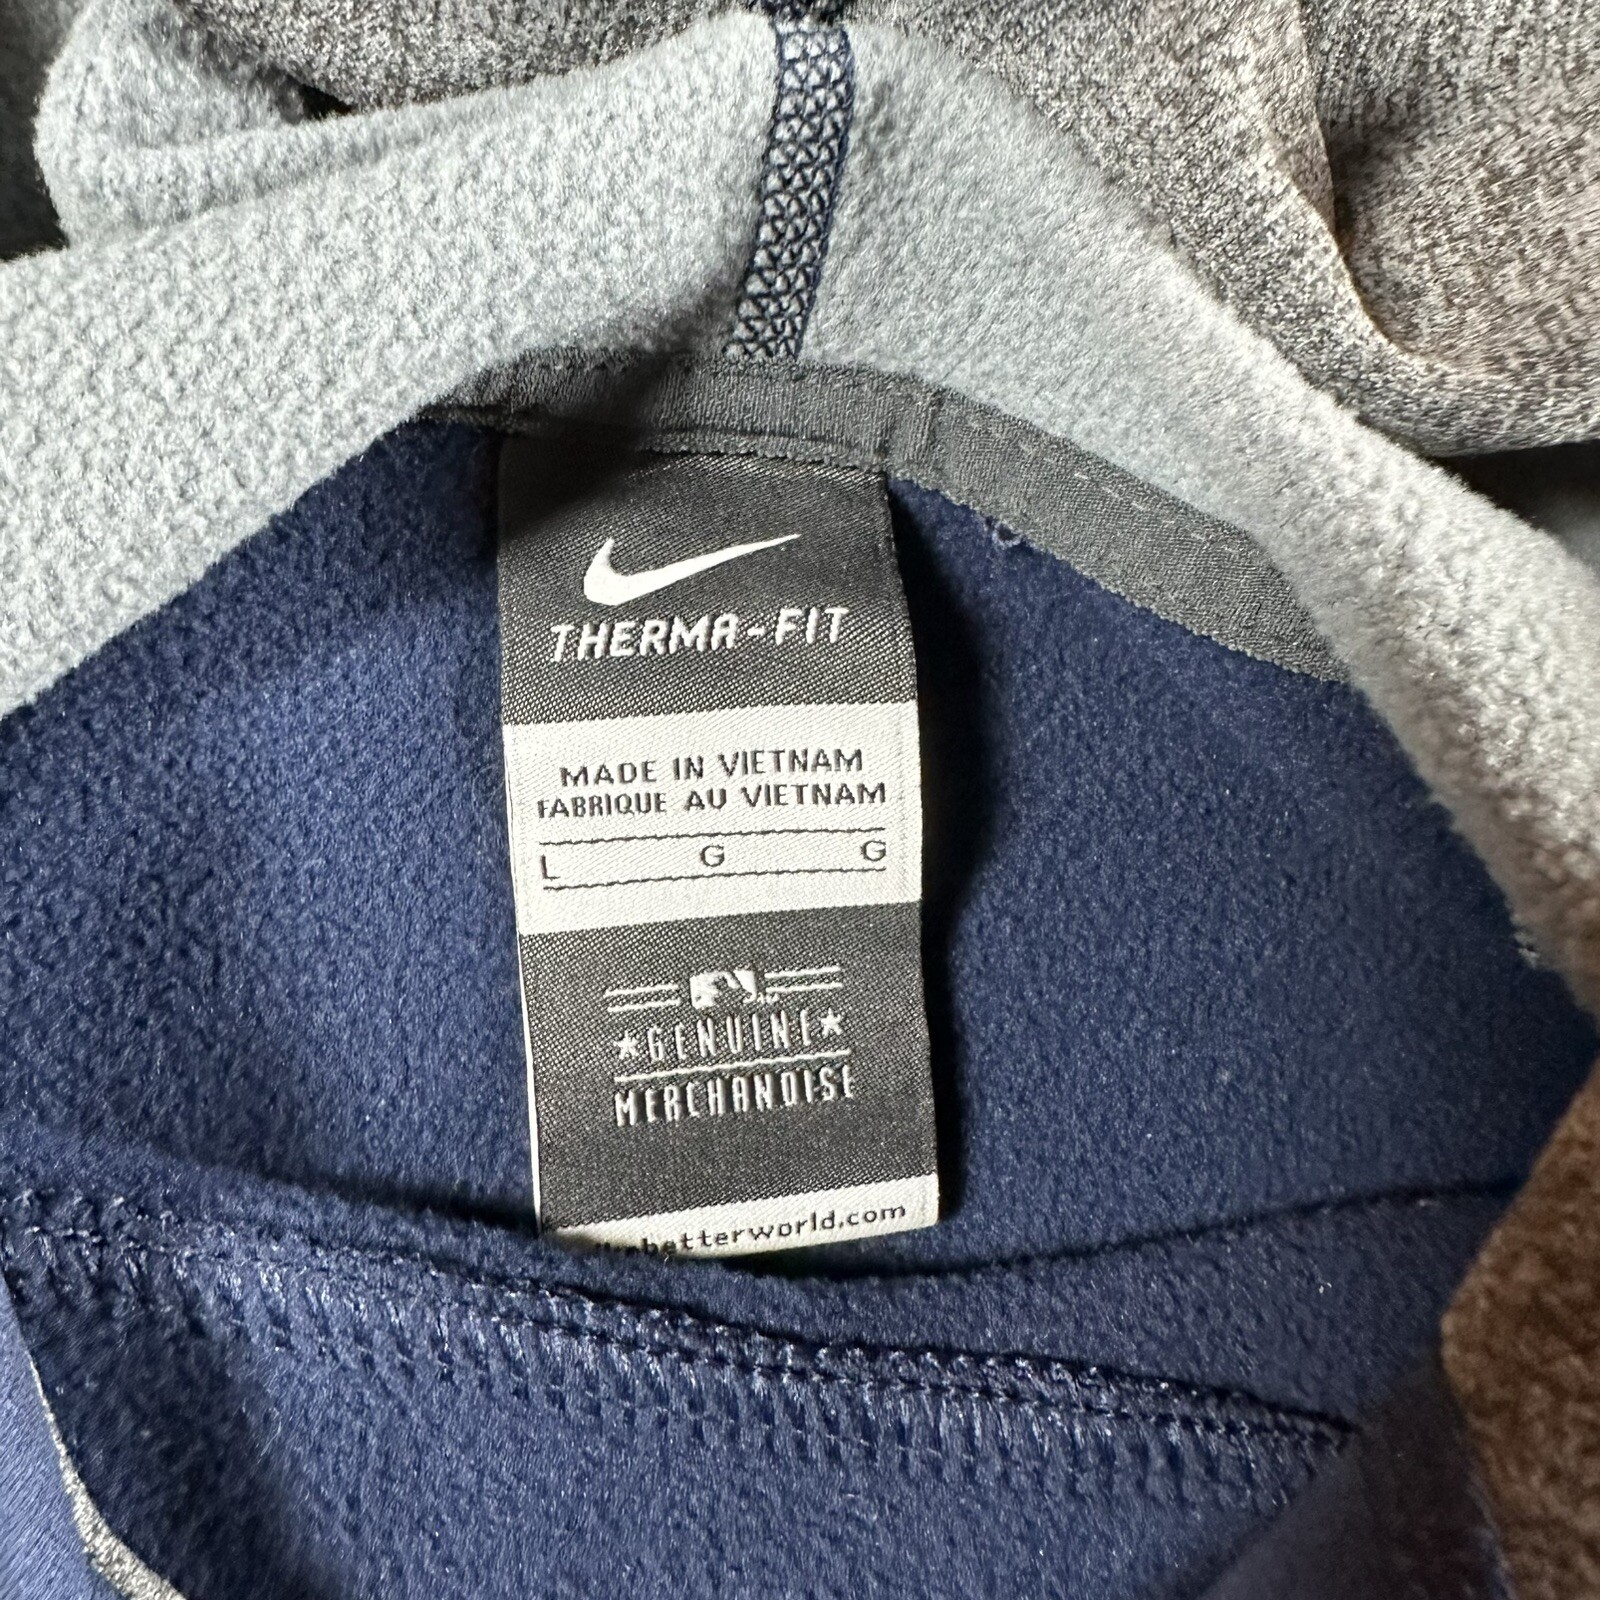 THERMA-FIT
MADE IN VIETNAM
FABRIQUE AU VIETNAM
L G G
GENUINE
MERCHANDISE
betterworld.com